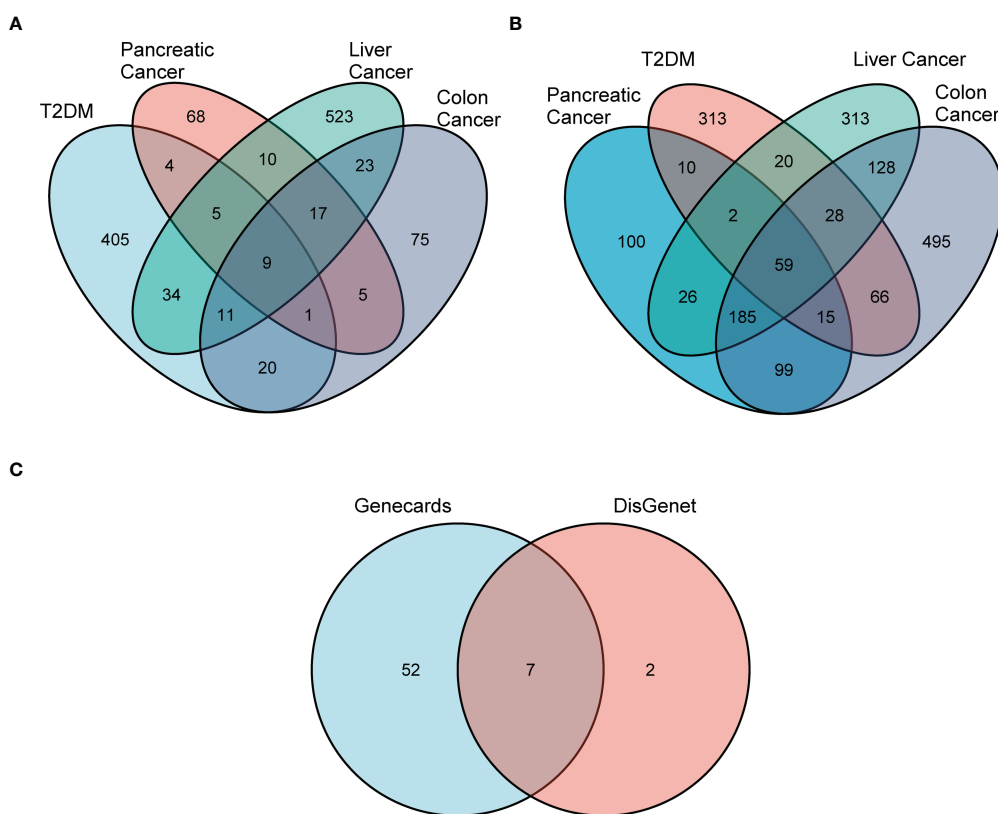 A
Pancreatic
Cancer
Liver
Cancer
T2DM
Colon
Cancer
68
523
4
10
23
5
17
405
75
9
34
5
11
1
20
B
T2DM
Liver Cancer
Pancreatic
Cancer
Colon
Cancer
313
313
10
20
128
2
28
100
495
59
26
66
185
15
99
C
Genecards
DisGenet
52
7
2